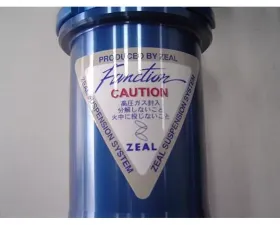 PRODUCED BY ZEAL
Function
CAUTION
高圧ガス封入
分解しないこと
火中に投じないこと
ZEAL
ZEAL SUSPENSION SYSTEM
ZEAL SUSPENSION SYSTEM